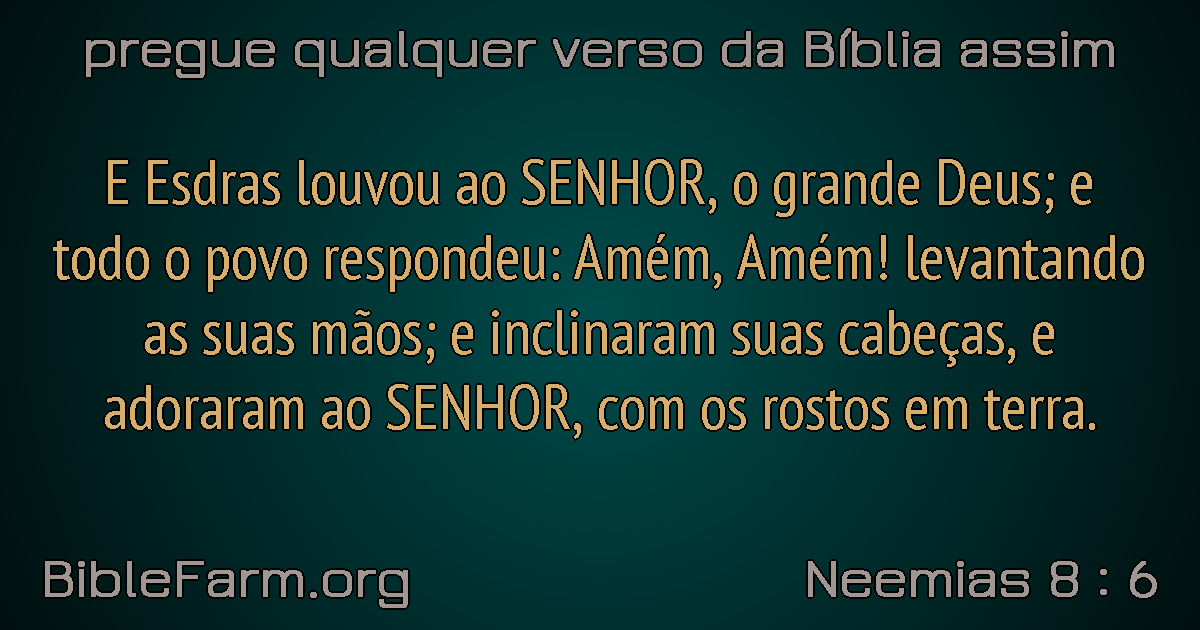 pregue qualquer verso da Bíblia assim
E Esdras louvou ao SENHOR, o grande Deus; e
todo o povo respondeu: Amém, Amém! levantando
as suas mãos; e inclinaram suas cabeças, e
adoraram ao SENHOR, com os rostos em terra.
BibleFarm.org
Neemias 8 : 6